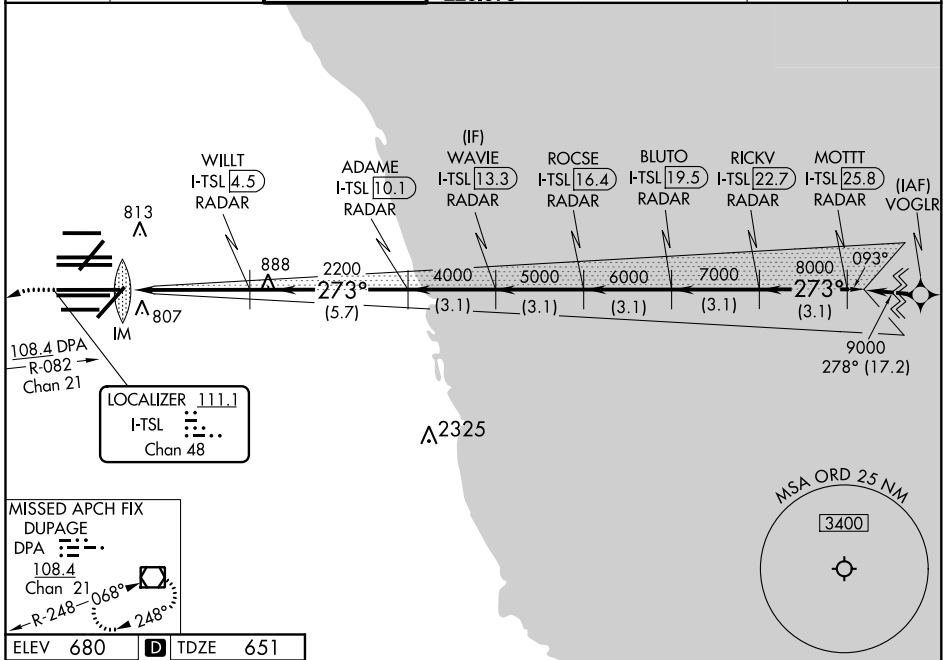 (IF)
WILLT
I-TSL 4.5
RADAR
ADAME
I-TSL 10.1
RADAR
WAVIE
I-TSL 13.3
RADAR
ROCSE
I-TSL 16.4
RADAR
BLUTO
I-TSL 19.5
RADAR
RICKV
I-TSL 22.7
RADAR
MOTTT
I-TSL 25.8
RADAR
(IAF)
VOGLR
813
888
2200
4000
5000
6000
7000
8000
093°
273°
273°
(5.7)
(3.1)
(3.1)
(3.1)
(3.1)
(3.1)
807
IM
9000
278° (17.2)
108.4 DPA
R-082
Chan 21
LOCALIZER 111.1
I-TSL
Chan 48
2325
MSA ORD 25 NM
3400
MISSED APCH FIX
DUPAGE
DPA
108.4
Chan 21
R-248
068°
248°
ELEV 680 D TDZE 651